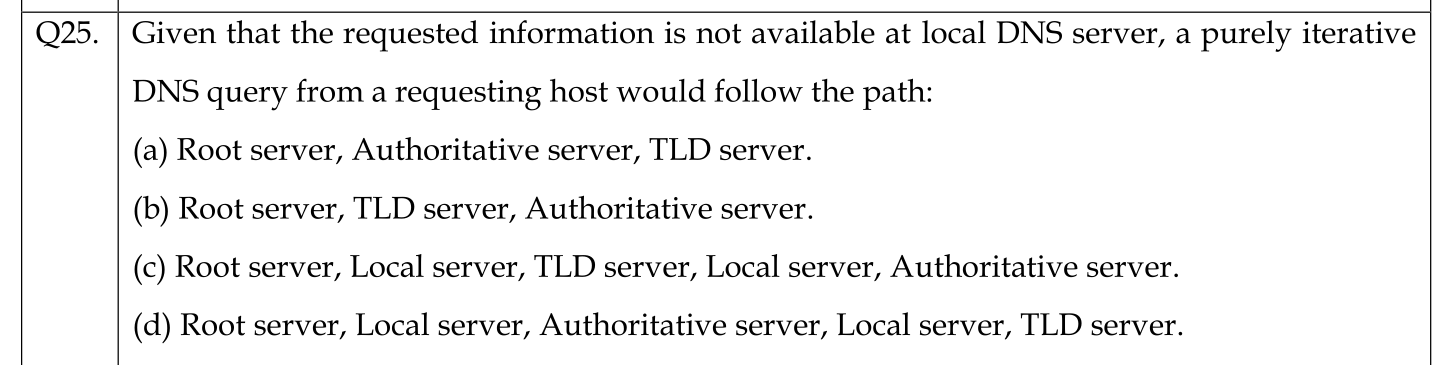 Q25. Given that the requested information is not available at local DNS server, a purely iterative
DNS query from a requesting host would follow the path:
(a) Root server, Authoritative server, TLD server.
(b) Root server, TLD server, Authoritative server.
(c) Root server, Local server, TLD server, Local server, Authoritative server.
(d) Root server, Local server, Authoritative server, Local server, TLD server.